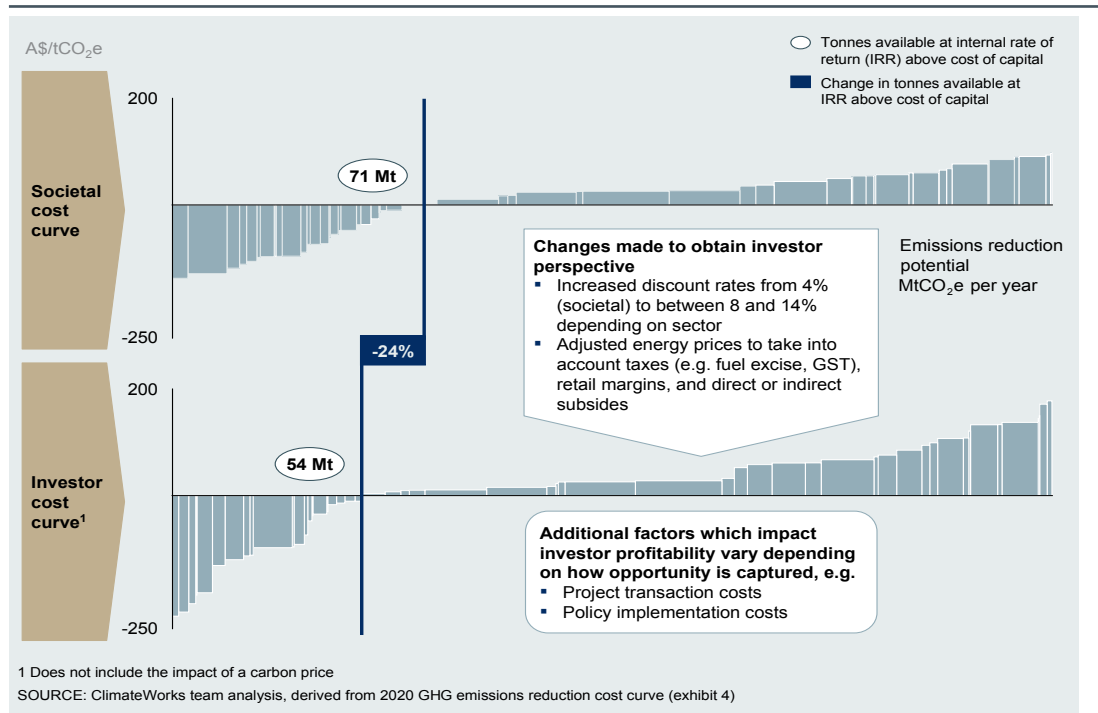 A$/tCO2e
Tonnes available at internal rate of
return (IRR) above cost of capital
Change in tonnes available at
IRR above cost of capital
Societal
cost
curve
200
-250
71 Mt
Changes made to obtain investor
perspective
▪ Increased discount rates from 4%
(societal) to between 8 and 14%
depending on sector
▪ Adjusted energy prices to take into
account taxes (e.g. fuel excise, GST),
retail margins, and direct or indirect
subsides
Emissions reduction
potential
MtCO2e per year
-24%
Investor
cost
curve1
200
-250
54 Mt
Additional factors which impact
investor profitability vary depending
on how opportunity is captured, e.g.
▪ Project transaction costs
▪ Policy implementation costs
1 Does not include the impact of a carbon price
SOURCE: ClimateWorks team analysis, derived from 2020 GHG emissions reduction cost curve (exhibit 4)